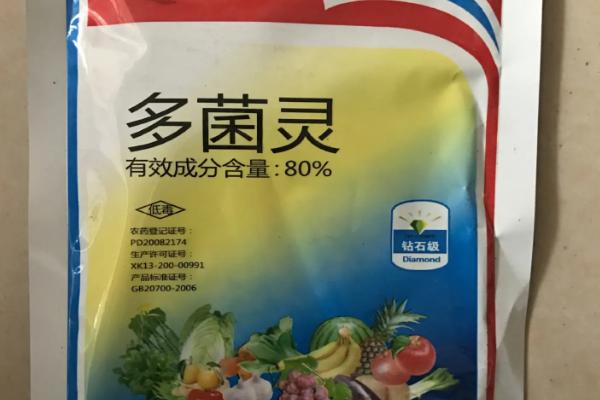 多菌灵
有效成分含量：80%
低毒
农药登记证号：
PD20082174
生产许可证号：
XK13-200-00991
产品标准证号：
GB20700-2006
钻石级
Diamond